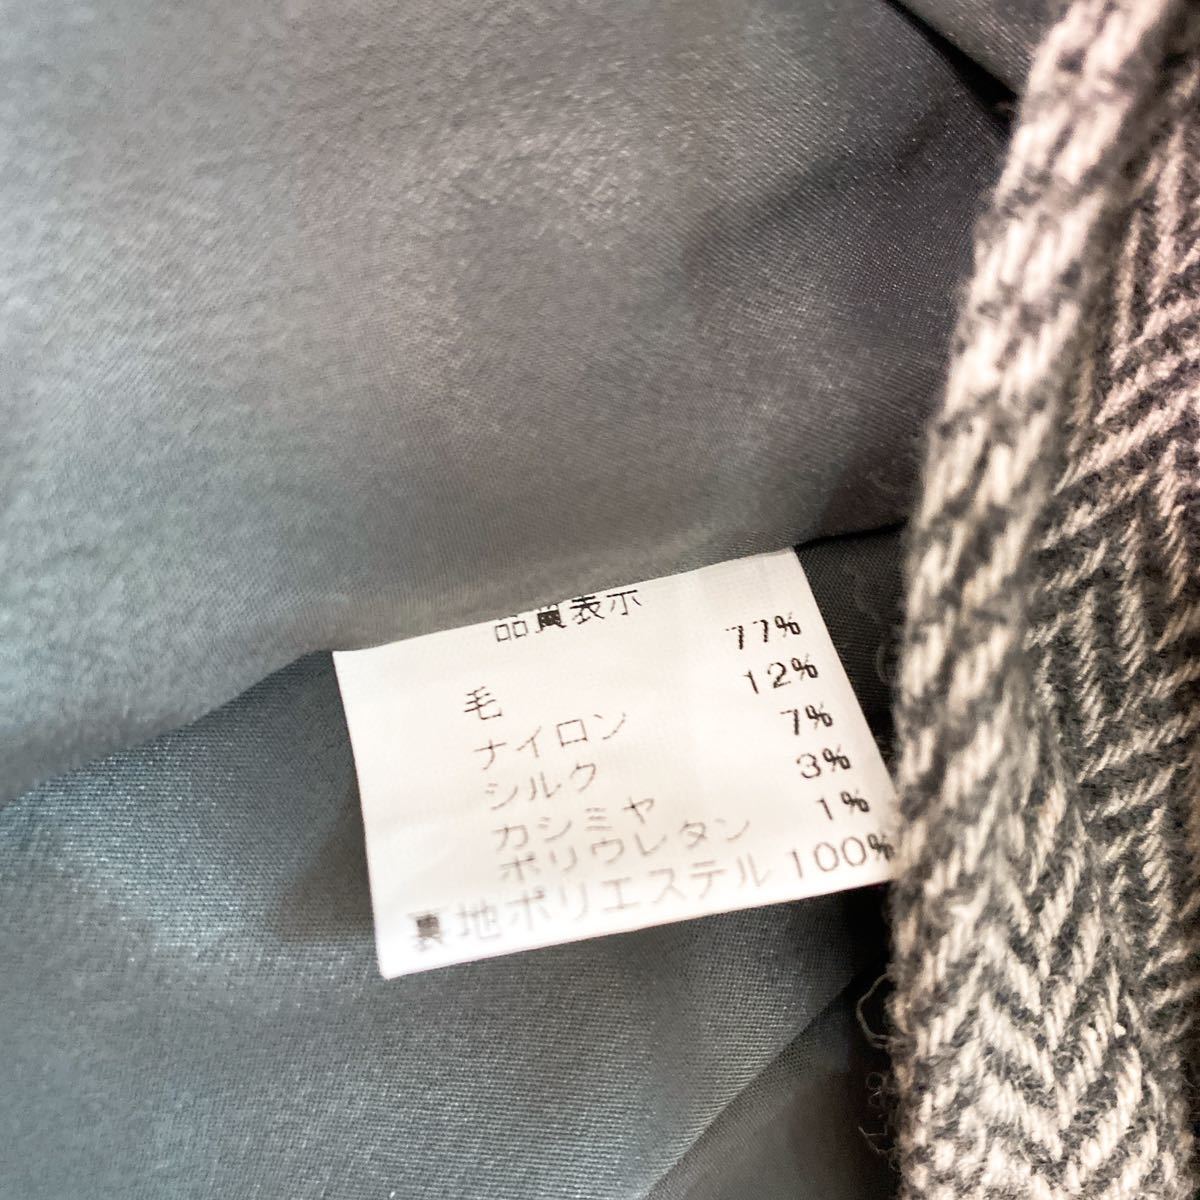 品質表示
毛 77%
ナイロン 12%
シルク 7%
カシミヤ 3%
ポリウレタン 1%
裏地ポリエステル 100%